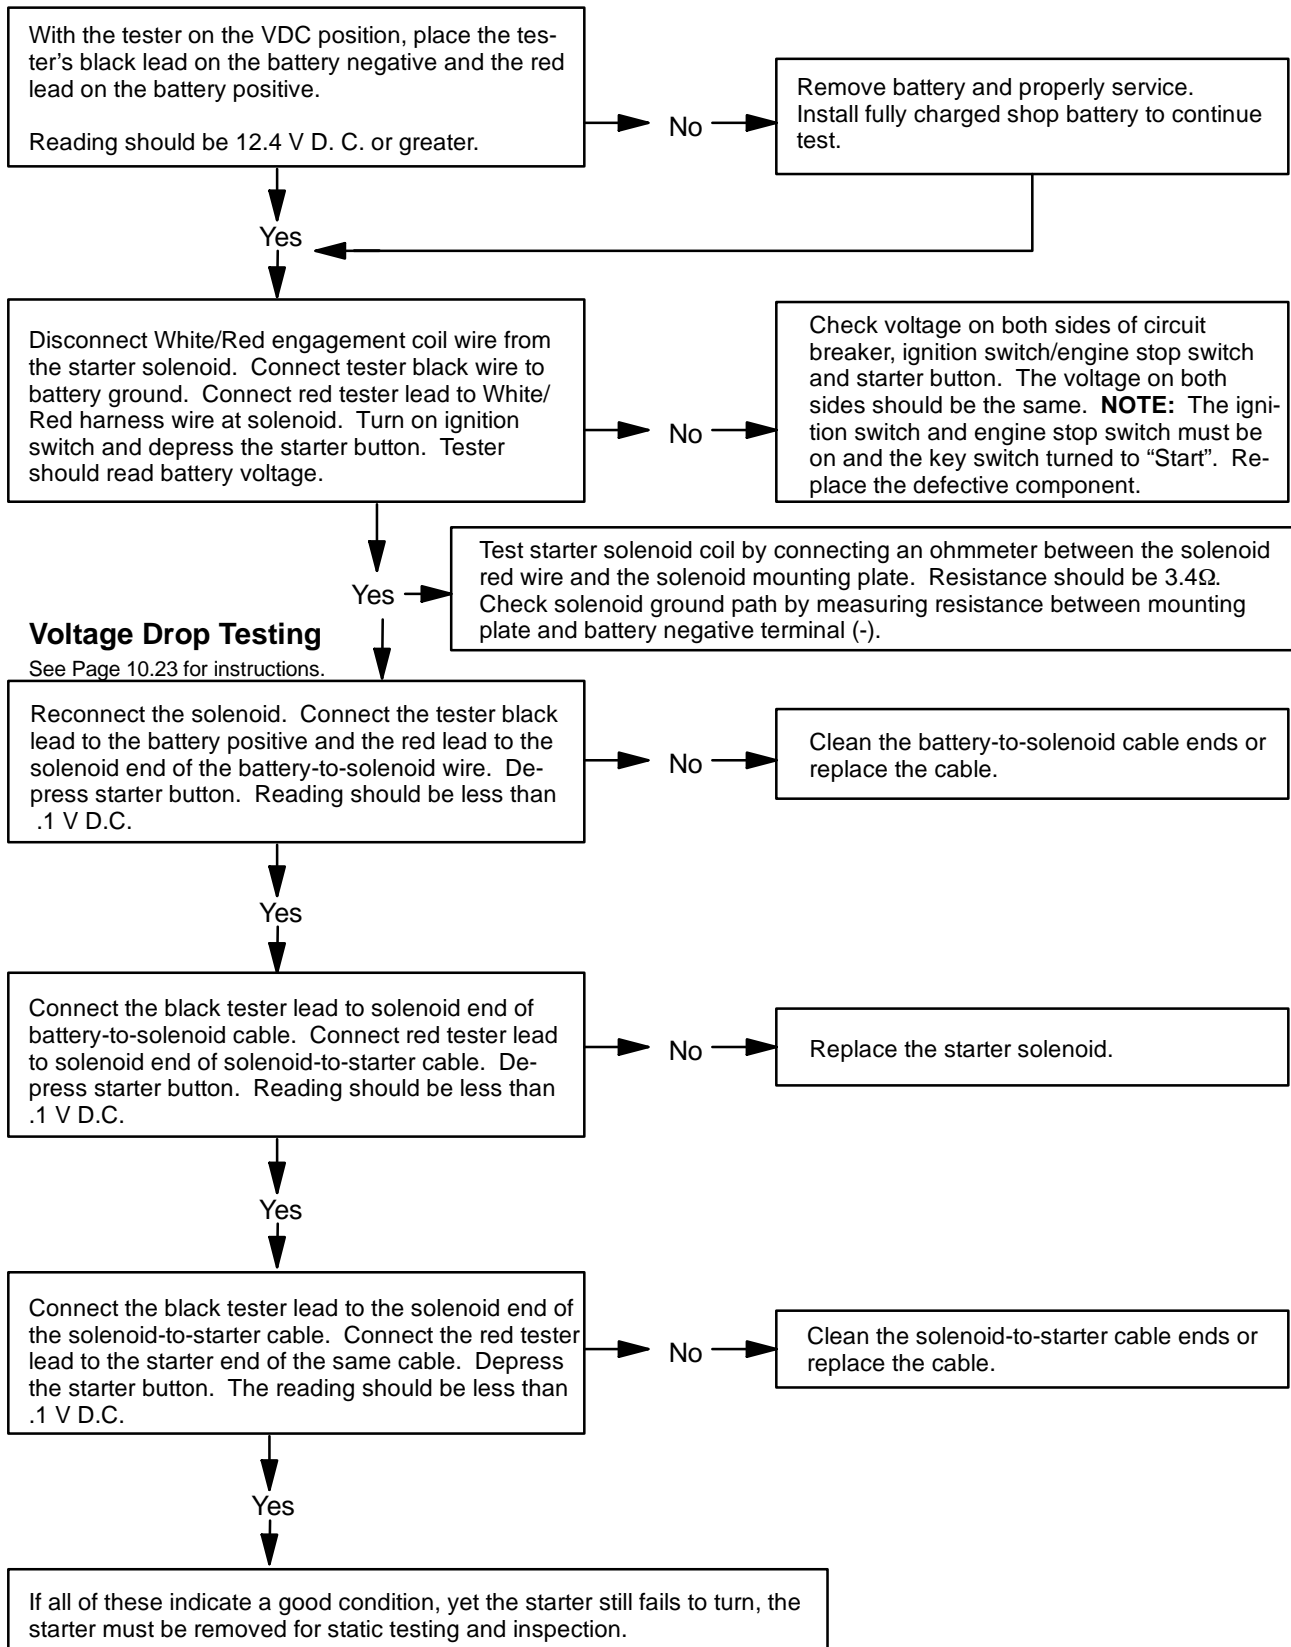 With the tester on the VDC position, place the tes-
ter's black lead on the battery negative and the red
lead on the battery positive.
Reading should be 12.4 V D. C. or greater.
No
Remove battery and properly service.
Install fully charged shop battery to continue
test.
Yes
Disconnect White/Red engagement coil wire from
the starter solenoid. Connect tester black wire to
battery ground. Connect red tester lead to White/
Red harness wire at solenoid. Turn on ignition
switch and depress the starter button. Tester
should read battery voltage.
No
Check voltage on both sides of circuit
breaker, ignition switch/engine stop switch
and starter button. The voltage on both
sides should be the same. NOTE: The igni-
tion switch and engine stop switch must be
on and the key switch turned to “Start”. Re-
place the defective component.
Yes
Test starter solenoid coil by connecting an ohmmeter between the solenoid
red wire and the solenoid mounting plate. Resistance should be 3.4Ω.
Check solenoid ground path by measuring resistance between mounting
plate and battery negative terminal (-).
Voltage Drop Testing
See Page 10.23 for instructions.
Reconnect the solenoid. Connect the tester black
lead to the battery positive and the red lead to the
solenoid end of the battery-to-solenoid wire. De-
press starter button. Reading should be less than
.1 V D.C.
No
Clean the battery-to-solenoid cable ends or
replace the cable.
Yes
Connect the black tester lead to solenoid end of
battery-to-solenoid cable. Connect red tester lead
to solenoid end of solenoid-to-starter cable. De-
press starter button. Reading should be less than
.1 V D.C.
No
Replace the starter solenoid.
Yes
Connect the black tester lead to the solenoid end of
the solenoid-to-starter cable. Connect the red tester
lead to the starter end of the same cable. Depress
the starter button. The reading should be less than
.1 V D.C.
No
Clean the solenoid-to-starter cable ends or
replace the cable.
Yes
If all of these indicate a good condition, yet the starter still fails to turn, the
starter must be removed for static testing and inspection.